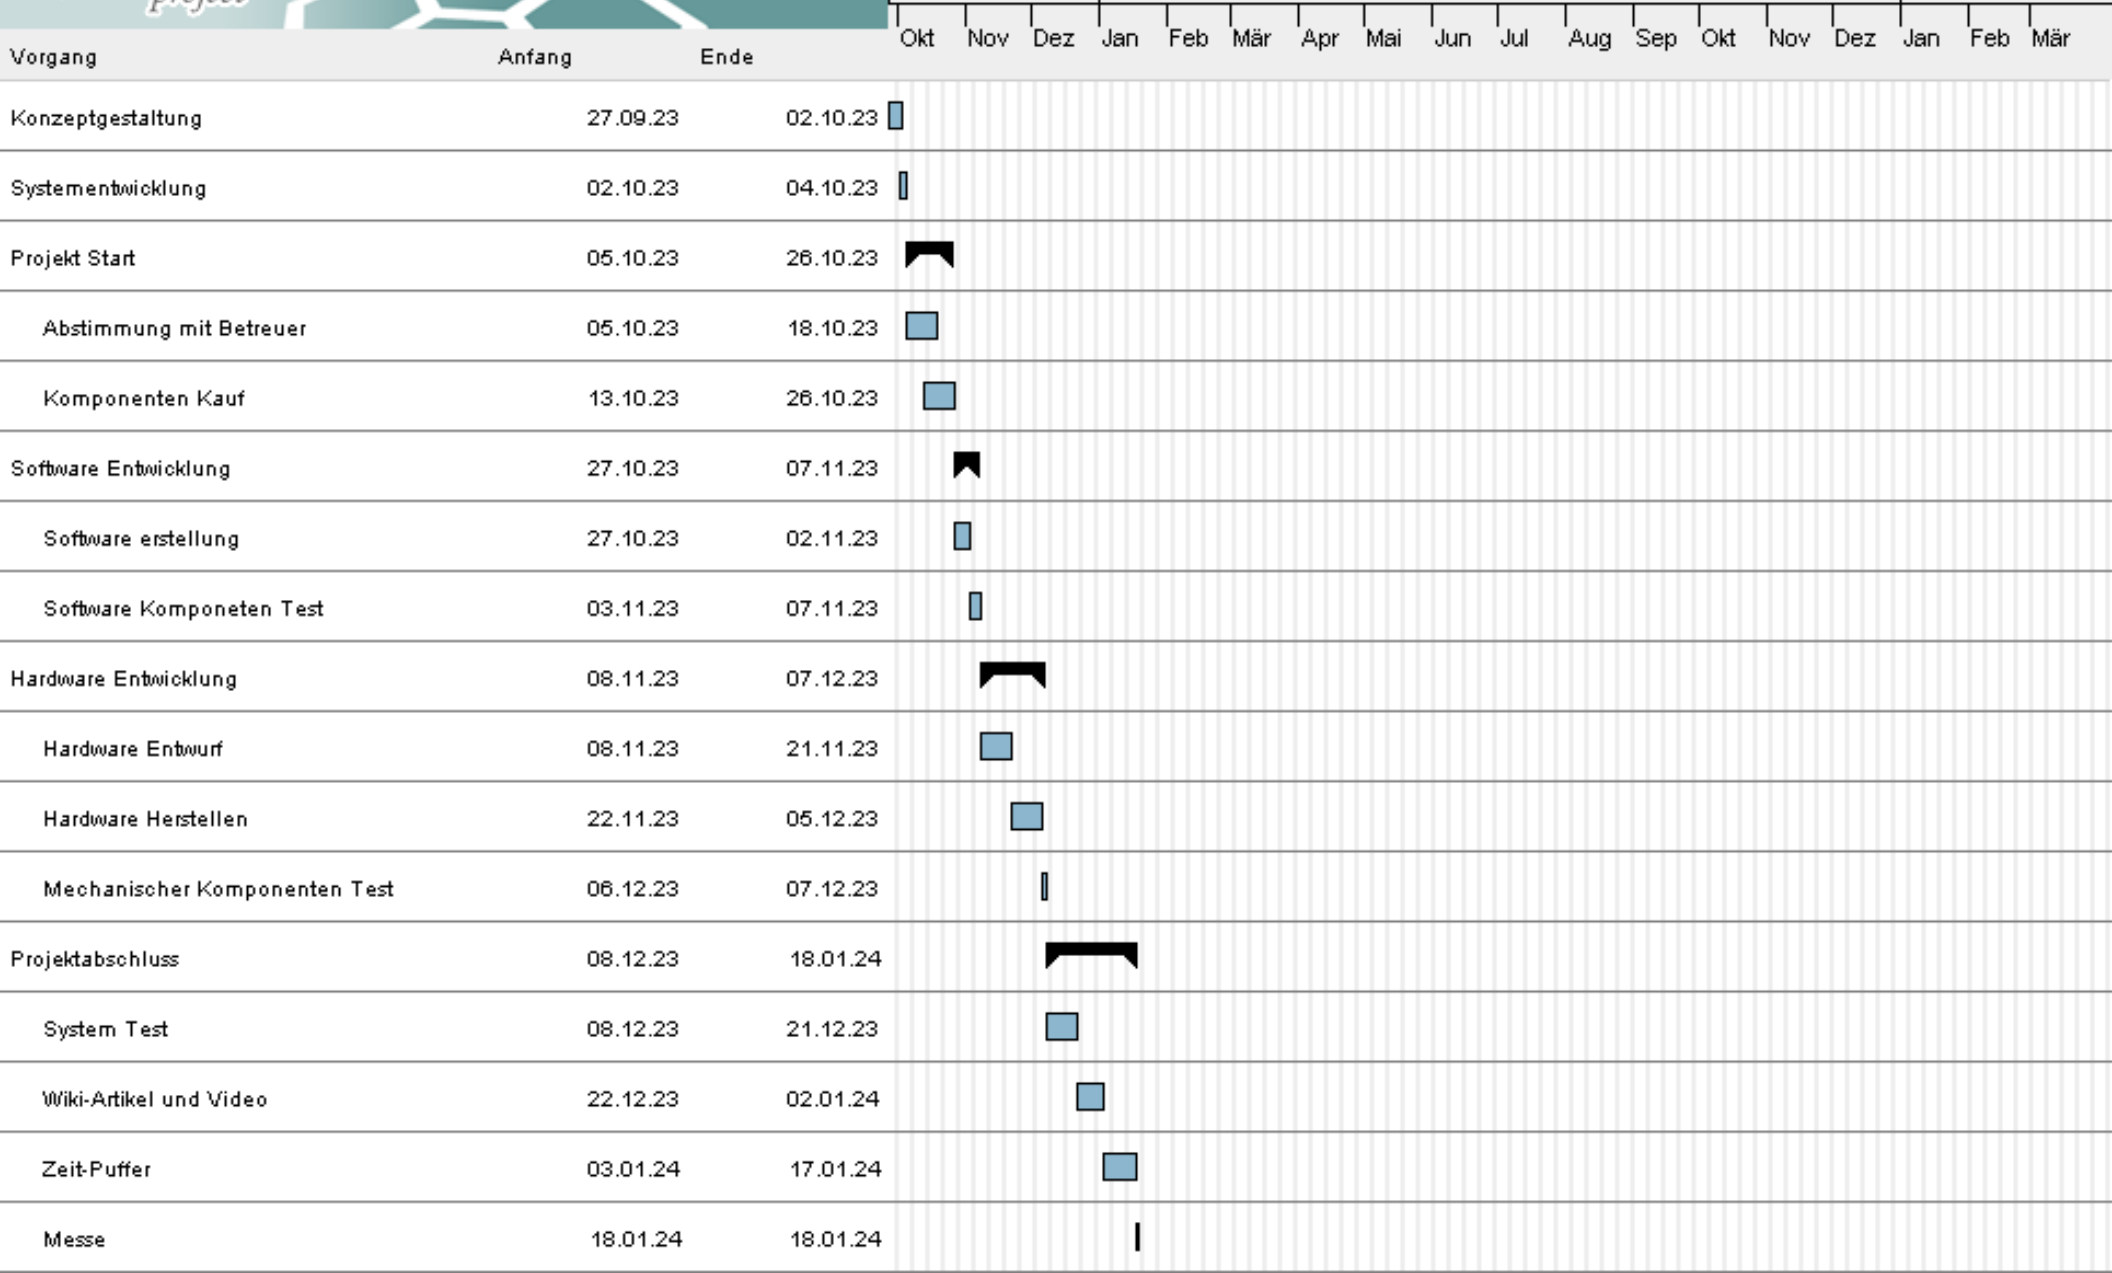 project
Okt Nov Dez Jan Feb Mär Apr Mai Jun Jul Aug Sep Okt Nov Dez Jan Feb Mär
Vorgang Anfang Ende
Konzeptgestaltung 27.09.23 02.10.23
Systementwicklung 02.10.23 04.10.23
Projekt Start 05.10.23 26.10.23
Abstimmung mit Betreuer 05.10.23 18.10.23
Komponenten Kauf 13.10.23 26.10.23
Software Entwicklung 27.10.23 07.11.23
Software erstellung 27.10.23 02.11.23
Software Komponeten Test 03.11.23 07.11.23
Hardware Entwicklung 08.11.23 07.12.23
Hardware Entwurf 08.11.23 21.11.23
Hardware Herstellen 22.11.23 05.12.23
Mechanischer Komponenten Test 06.12.23 07.12.23
Projektabschluss 08.12.23 18.01.24
System Test 08.12.23 21.12.23
Wiki-Artikel und Video 22.12.23 02.01.24
Zeit-Puffer 03.01.24 17.01.24
Messe 18.01.24 18.01.24